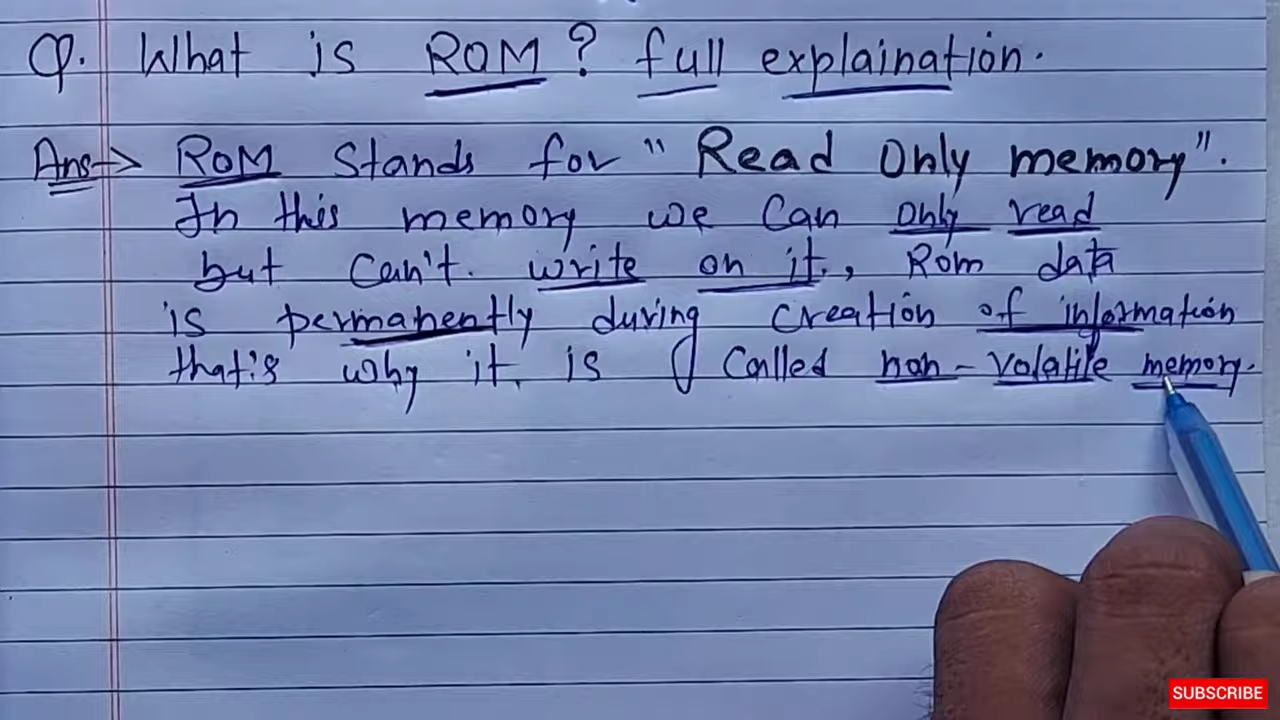 Q. What is ROM? full explaination.
Ans→ ROM Stands for "Read Only memory".
In this memory we can only read
but can't. write on it., Rom data
is permanently during creation of information
that's why it. is called non-volatile memory.
SUBSCRIBE